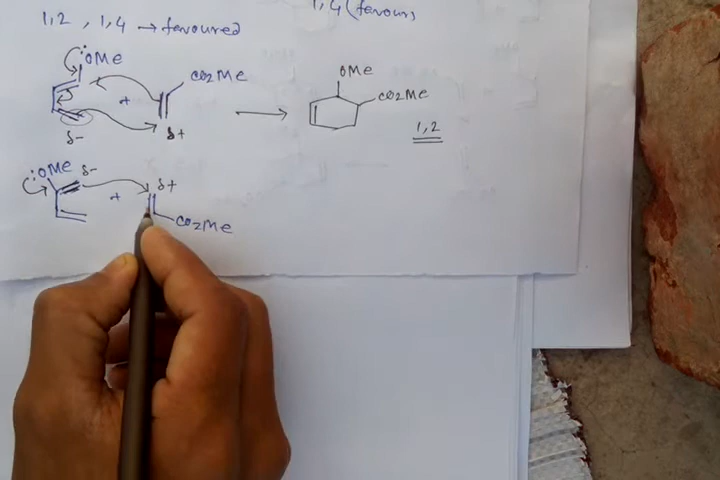 1,2 , 1,4 → favoured
1,4 (favours
:OMe
CO2Me
+
δ-
δ+
OMe
CO2Me
1,2
:OMe
δ-
+
δ+
CO2Me